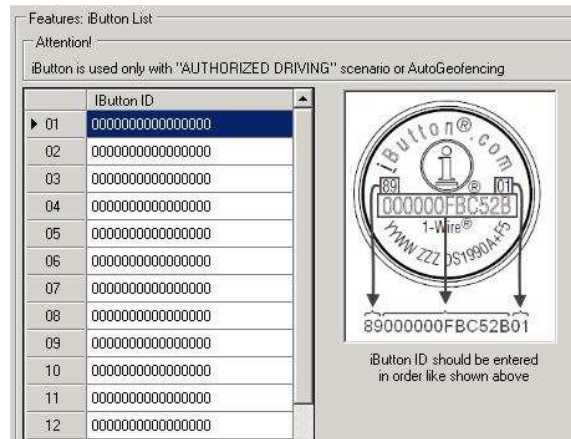 Features: iButton List
Attention!
iButton is used only with "AUTHORIZED DRIVING" scenario or AutoGeofencing
IButton ID
01 0000000000000000
02 0000000000000000
03 0000000000000000
04 0000000000000000
05 0000000000000000
06 0000000000000000
07 0000000000000000
08 0000000000000000
09 0000000000000000
10 0000000000000000
11 0000000000000000
12 0000000000000000
iButton®.com
i
®
89 01
000000FBC52B
1-Wire®
YYWW ZZZ DS1990A+F5
89000000FBC52B01
iButton ID should be entered
in order like shown above